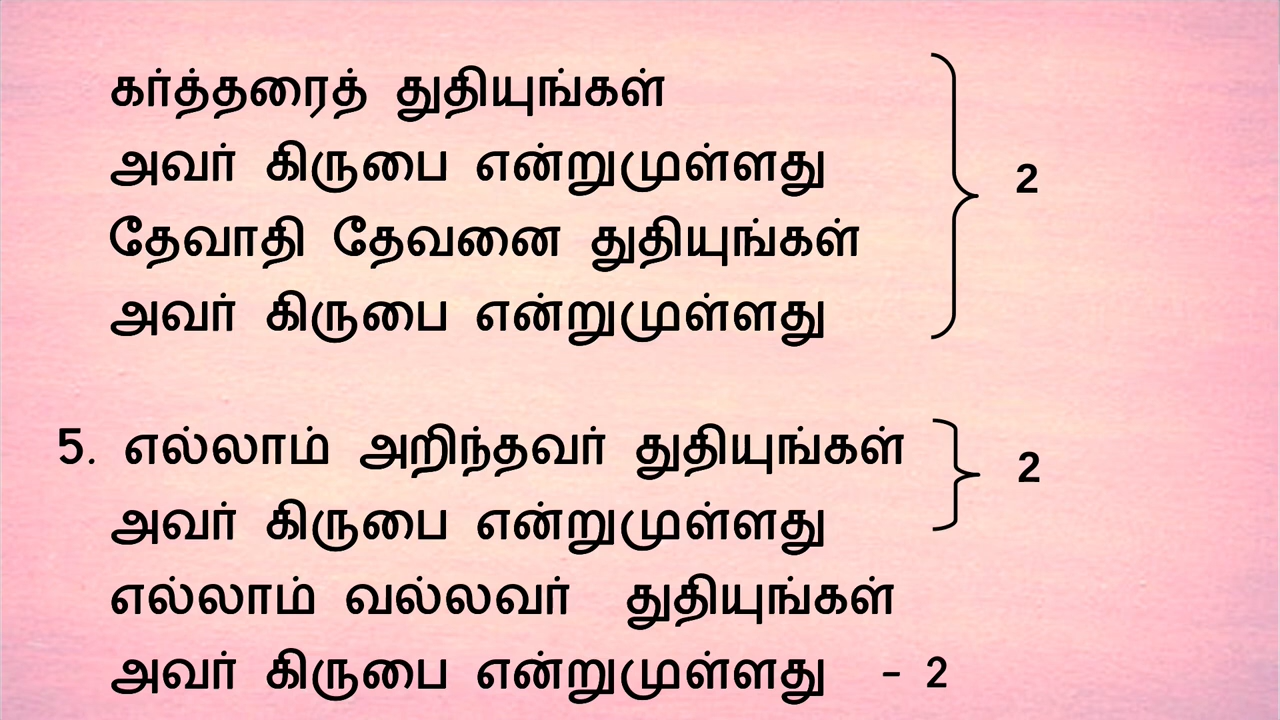 கர்த்தரைத் துதியுங்கள்
அவர் கிருபை என்றுமுள்ளது
தேவாதி தேவனை துதியுங்கள்
அவர் கிருபை என்றுமுள்ளது
2
5. எல்லாம் அறிந்தவர் துதியுங்கள்
அவர் கிருபை என்றுமுள்ளது
2
எல்லாம் வல்லவர் துதியுங்கள்
அவர் கிருபை என்றுமுள்ளது - 2